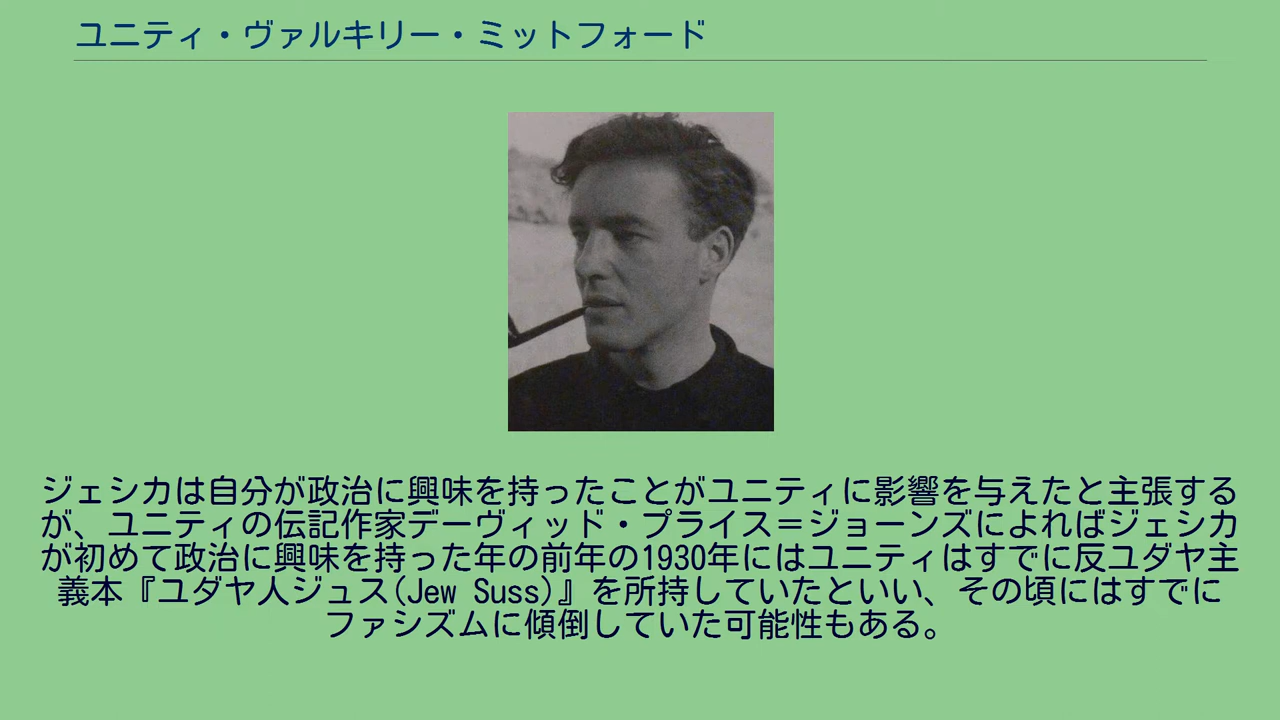 ユニティ・ヴァルキリー・ミットフォード
ジェシカは自分が政治に興味を持ったことがユニティに影響を与えたと主張する
が、ユニティの伝記作家デーヴィッド・プライス＝ジョーンズによればジェシカ
が初めて政治に興味を持った年の前年の1930年にはユニティはすでに反ユダヤ主
義本『ユダヤ人ジュス(Jew Suss)』を所持していたといい、その頃にはすでに
ファシズムに傾倒していた可能性もある。